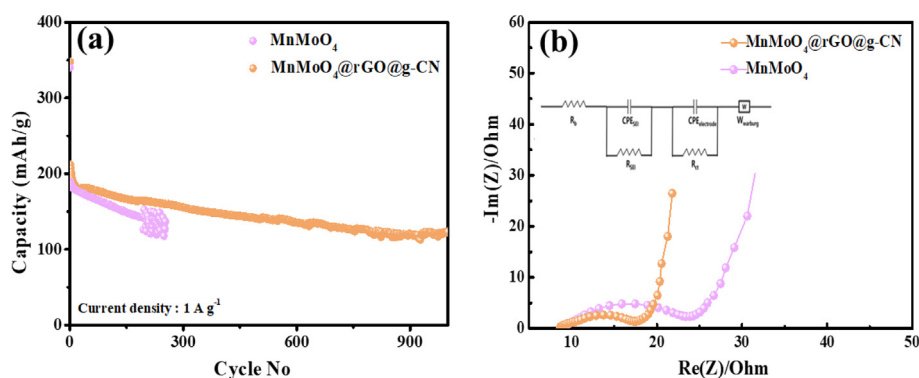 (a)
MnMoO4
MnMoO4@rGO@g-CN
Capacity (mAh/g)
400
300
200
100
0
Current density : 1 A g-1
0 300 600 900
Cycle No
(b)
MnMoO4@rGO@g-CN
MnMoO4
-Im(Z)/Ohm
60
50
40
30
20
10
0
Rb
CPESEI
CPEelectrode
W
Wwarburg
RSEI
Rct
10 20 30 40 50
Re(Z)/Ohm